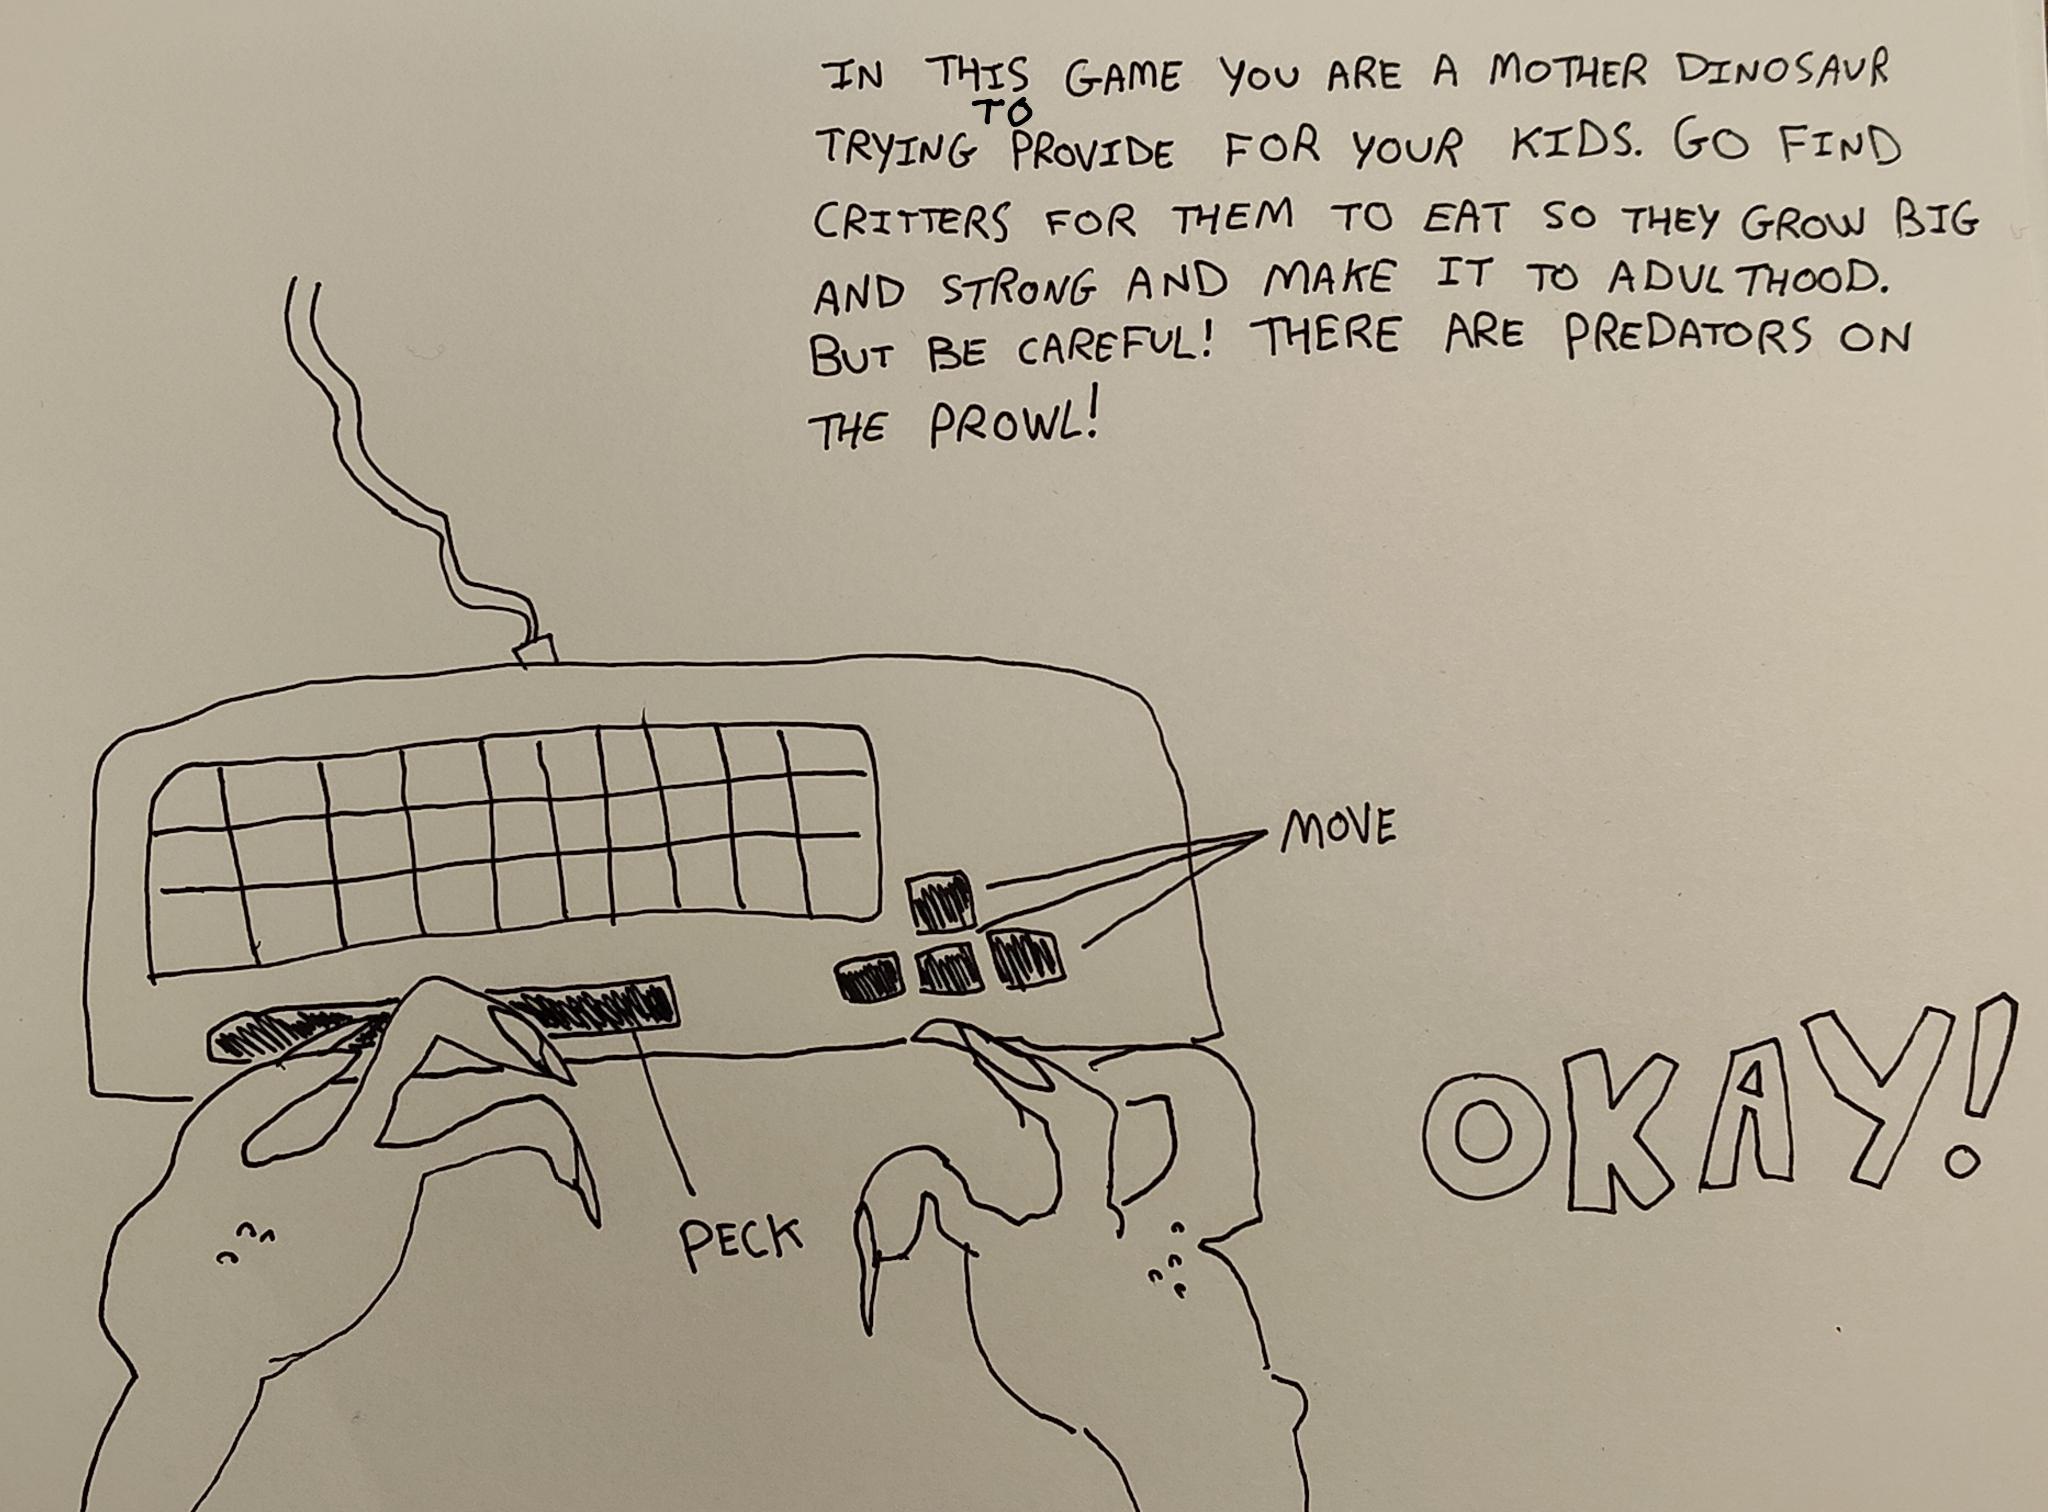 IN THIS GAME YOU ARE A MOTHER DINOSAUR
TRYING TO PROVIDE FOR YOUR KIDS. GO FIND
CRITTERS FOR THEM TO EAT SO THEY GROW BIG
AND STRONG AND MAKE IT TO ADULTHOOD.
BUT BE CAREFUL! THERE ARE PREDATORS ON
THE PROWL!
MOVE
PECK
OKAY!